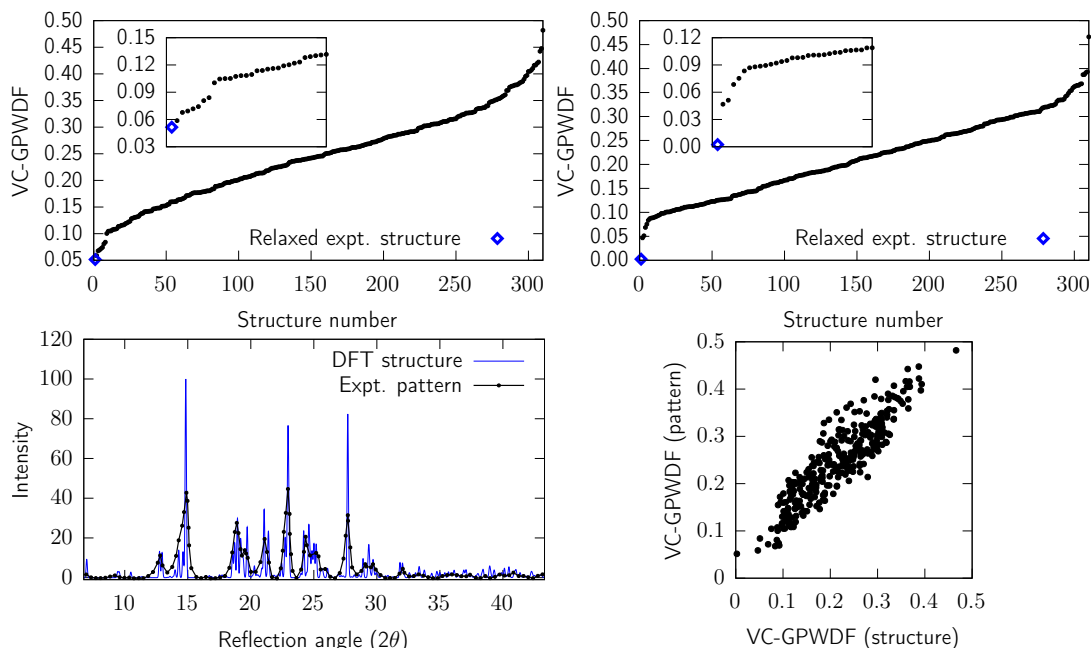 VC-GPWDF
0.50
0.45
0.40
0.35
0.30
0.25
0.20
0.15
0.10
0.05
0.15
0.12
0.09
0.06
0.03
Relaxed expt. structure
0 50 100 150 200 250 300
Structure number
VC-GPWDF
0.50
0.45
0.40
0.35
0.30
0.25
0.20
0.15
0.10
0.05
0.00
0.12
0.09
0.06
0.03
0.00
Relaxed expt. structure
0 50 100 150 200 250 300
Structure number
Intensity
120
100
80
60
40
20
0
DFT structure
Expt. pattern
10 15 20 25 30 35 40
Reflection angle (2θ)
VC-GPWDF (pattern)
0.5
0.4
0.3
0.2
0.1
0
0 0.1 0.2 0.3 0.4 0.5
VC-GPWDF (structure)